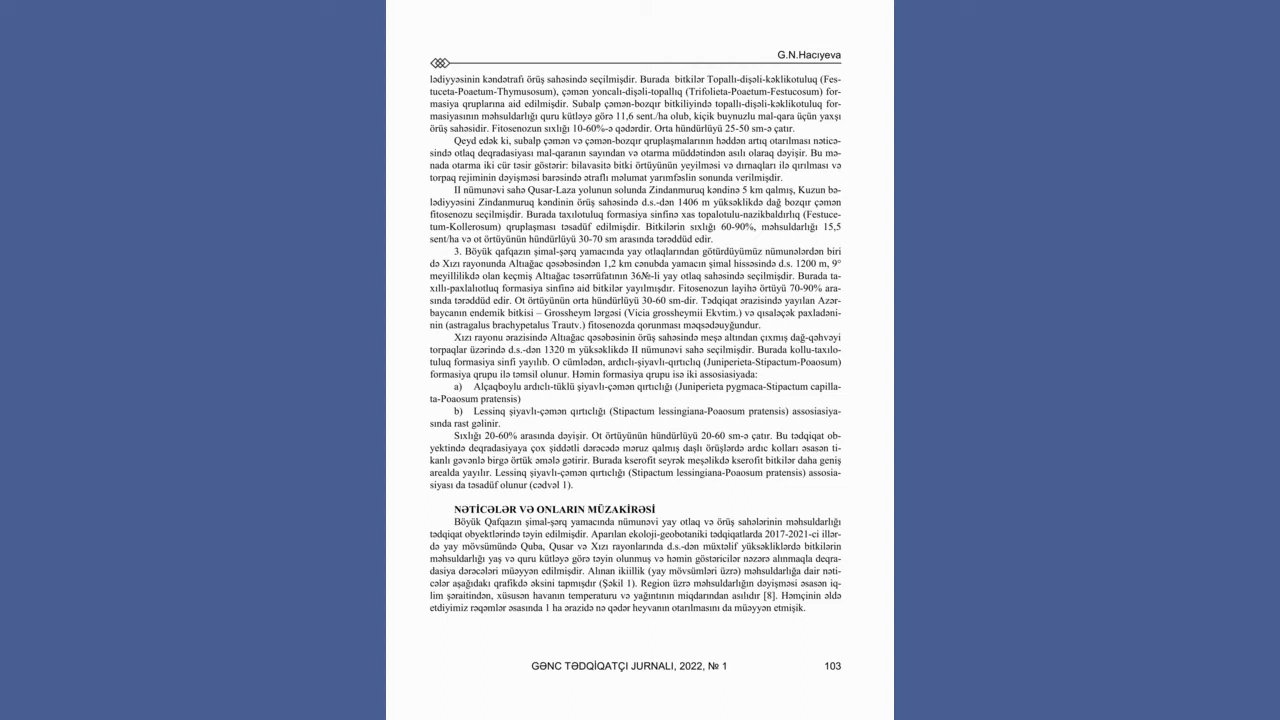 G.N.Hacıyeva
lədiyyəsinin kəndətrafı örüş sahəsində seçilmişdir. Burada bitkilər Topallı-dişəli-kəklikotuluq (Fes-
tuceta-Poaetum-Thymusosum), çəmən yoncalı-dişəli-topallıq (Trifolieta-Poaetum-Festucosum) for-
masiya qruplarına aid edilmişdir. Subalp çəmən-bozqır bitkiliyində topallı-dişəli-kəklikotuluq for-
masiyasının məhsuldarlığı quru kütləyə görə 11,6 sent./ha olub, kiçik buynuzlu mal-qara üçün yaxşı
örüş sahəsidir. Fitosenozun sıxlığı 10-60%-ə qədərdir. Orta hündürlüyü 25-50 sm-ə çatır.
Qeyd edək ki, subalp çəmən və çəmən-bozqır qruplaşmalarının həddən artıq otarılması nəticə-
sində otlaq deqradasiyası mal-qaranın sayından və otarma müddətindən asılı olaraq dəyişir. Bu mə-
nada otarma iki cür təsir göstərir: bilavasitə bitki örtüyünün yeyilməsi və dırnaqları ilə qırılması və
torpaq rejiminin dəyişməsi barəsində ətraflı məlumat yarımfəslin sonunda verilmişdir.
II nümunəvi sahə Qusar-Laza yolunun solunda Zindanmuruq kəndinə 5 km qalmış, Kuzun bə-
lədiyyəsini Zindanmuruq kəndinin örüş sahəsində d.s.-dən 1406 m yüksəklikdə dağ bozqır çəmən
fitosenozu seçilmişdir. Burada taxılotuluq formasiya sinfinə xas topalotulu-nazikbaldırlıq (Festuce-
tum-Kollerosum) qruplaşması təsadüf edilmişdir. Bitkilərin sıxlığı 60-90%, məhsuldarlığı 15,5
sent/ha və ot örtüyünün hündürlüyü 30-70 sm arasında tərəddüd edir.
3. Böyük qafqazın şimal-şərq yamacında yay otlaqlarından götürdüyümüz nümunələrdən biri
də Xızı rayonunda Altıağac qəsəbəsindən 1,2 km cənubda yamacın şimal hissəsində d.s. 1200 m, 9°
meyillilikdə olan keçmiş Altıağac təsərrüfatının 36№-li yay otlaq sahəsində seçilmişdir. Burada ta-
xıllı-paxlalıotluq formasiya sinfinə aid bitkilər yayılmışdır. Fitosenozun layihə örtüyü 70-90% ara-
sında tərəddüd edir. Ot örtüyünün orta hündürlüyü 30-60 sm-dir. Tədqiqat ərazisində yayılan Azər-
baycanın endemik bitkisi – Grossheym lərgəsi (Vicia grossheymii Ekvtim.) və qısaləçək paxladəni-
nin (astragalus brachypetalus Trautv.) fitosenozda qorunması məqsədəuyğundur.
Xızı rayonu ərazisində Altıağac qəsəbəsinin örüş sahəsində meşə altından çıxmış dağ-qəhvəyi
torpaqlar üzərində d.s.-dən 1320 m yüksəklikdə II nümunəvi sahə seçilmişdir. Burada kollu-taxılo-
tuluq formasiya sinfi yayılıb. O cümlədən, ardıclı-şiyavlı-qırtıclıq (Juniperieta-Stipactum-Poaosum)
formasiya qrupu ilə təmsil olunur. Həmin formasiya qrupu isə iki assosiasiyada:
a) Alçaqboylu ardıclı-tüklü şiyavlı-çəmən qırtıclığı (Juniperieta pygmaca-Stipactum capilla-
ta-Poaosum pratensis)
b) Lessinq şiyavlı-çəmən qırtıclığı (Stipactum lessingiana-Poaosum pratensis) assosiasiya-
sında rast gəlinir.
Sıxlığı 20-60% arasında dəyişir. Ot örtüyünün hündürlüyü 20-60 sm-ə çatır. Bu tədqiqat ob-
yektində deqradasiyaya çox şiddətli dərəcədə məruz qalmış daşlı örüşlərdə ardıc kolları əsasən ti-
kanlı gəvənlə birgə örtük əmələ gətirir. Burada kserofit seyrək meşəlikdə kserofit bitkilər daha geniş
arealda yayılır. Lessinq şiyavlı-çəmən qırtıclığı (Stipactum lessingiana-Poaosum pratensis) assosia-
siyası da təsadüf olunur (cədvəl 1).
NƏTİCƏLƏR VƏ ONLARIN MÜZAKİRƏSİ
Böyük Qafqazın şimal-şərq yamacında nümunəvi yay otlaq və örüş sahələrinin məhsuldarlığı
tədqiqat obyektlərində təyin edilmişdir. Aparılan ekoloji-geobotaniki tədqiqatlarda 2017-2021-ci illər-
də yay mövsümündə Quba, Qusar və Xızı rayonlarında d.s.-dən müxtəlif yüksəkliklərdə bitkilərin
məhsuldarlığı yaş və quru kütləyə görə təyin olunmuş və həmin göstəricilər nəzərə alınmaqla deqra-
dasiya dərəcələri müəyyən edilmişdir. Alınan ikiillik (yay mövsümləri üzrə) məhsuldarlığa dair nəti-
cələr aşağıdakı qrafikdə əksini tapmışdır (Şəkil 1). Region üzrə məhsuldarlığın dəyişməsi əsasən iq-
lim şəraitindən, xüsusən havanın temperaturu və yağıntının miqdarından asılıdır [8]. Həmçinin əldə
etdiyimiz rəqəmlər əsasında 1 ha ərazidə nə qədər heyvanın otarılmasını da müəyyən etmişik.
GƏNC TƏDQİQATÇI JURNALI, 2022, № 1 103